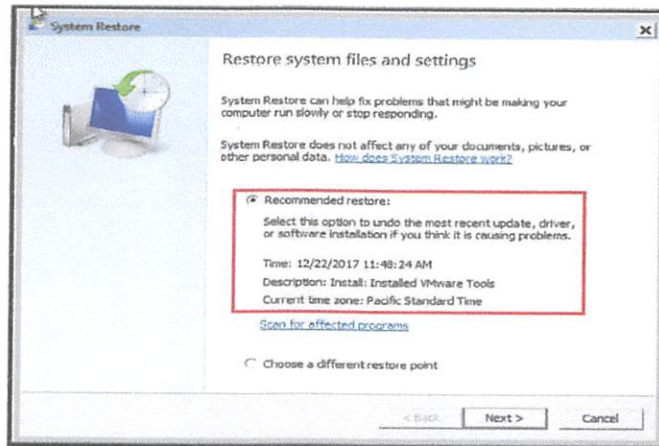 System Restore
Restore system files and settings
System Restore can help fix problems that might be making your
computer run slowly or stop responding.
System Restore does not affect any of your documents, pictures, or
other personal data. How does System Restore work?
Recommended restore:
Select this option to undo the most recent update, driver,
or software installation if you think it is causing problems.
Time: 12/22/2017 11:48:24 AM
Description: Install: Installed VMware Tools
Current time zone: Pacific Standard Time
Scan for affected programs
Choose a different restore point
< Back
Next >
Cancel